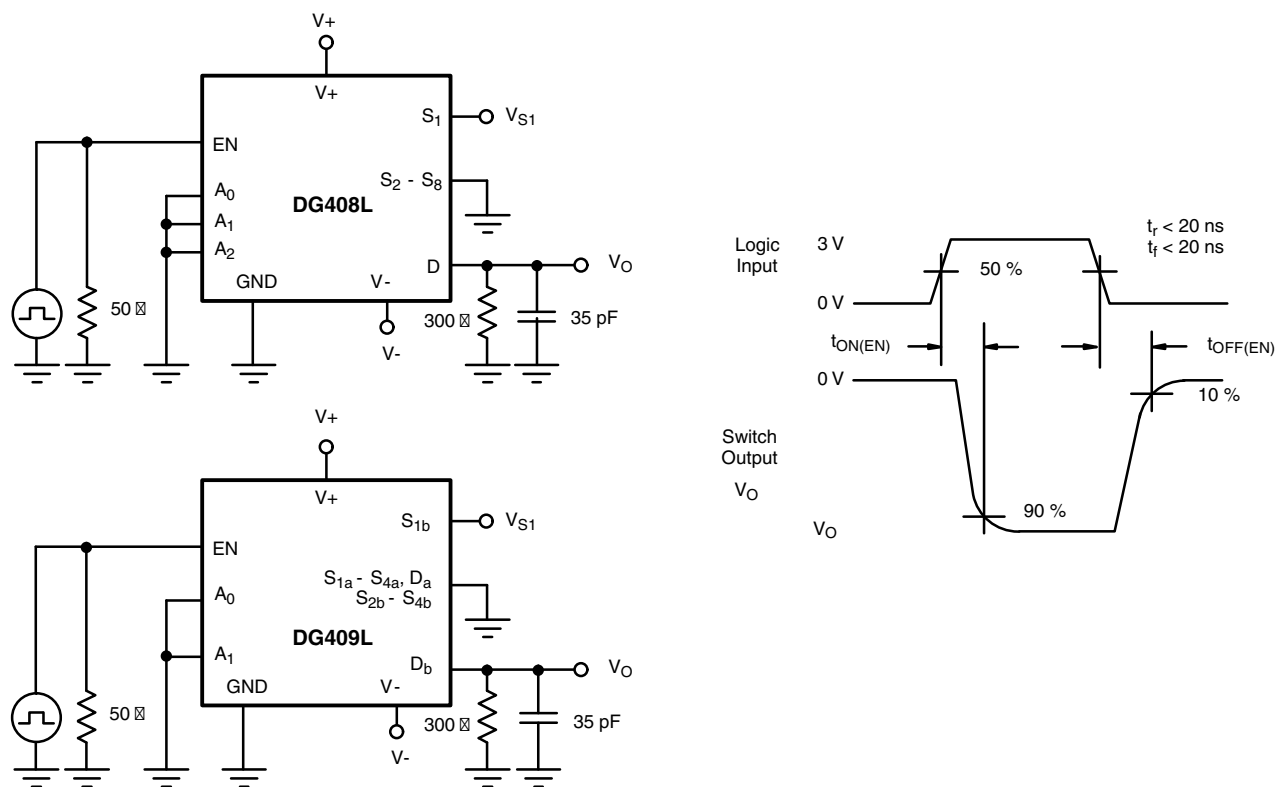 V+
V+
S1
VS1
EN
A0
S2 - S8
DG408L
A1
A2
D
VO
GND
V-
50
300
35 pF
V-
V+
V+
S1b
VS1
EN
S1a - S4a, Da
A0
S2b - S4b
DG409L
A1
Db
VO
GND
V-
50
300
35 pF
V-
Logic
Input
3 V
50 %
tr < 20 ns
tf < 20 ns
0 V
tON(EN)
tOFF(EN)
0 V
10 %
Switch
Output
VO
90 %
VO